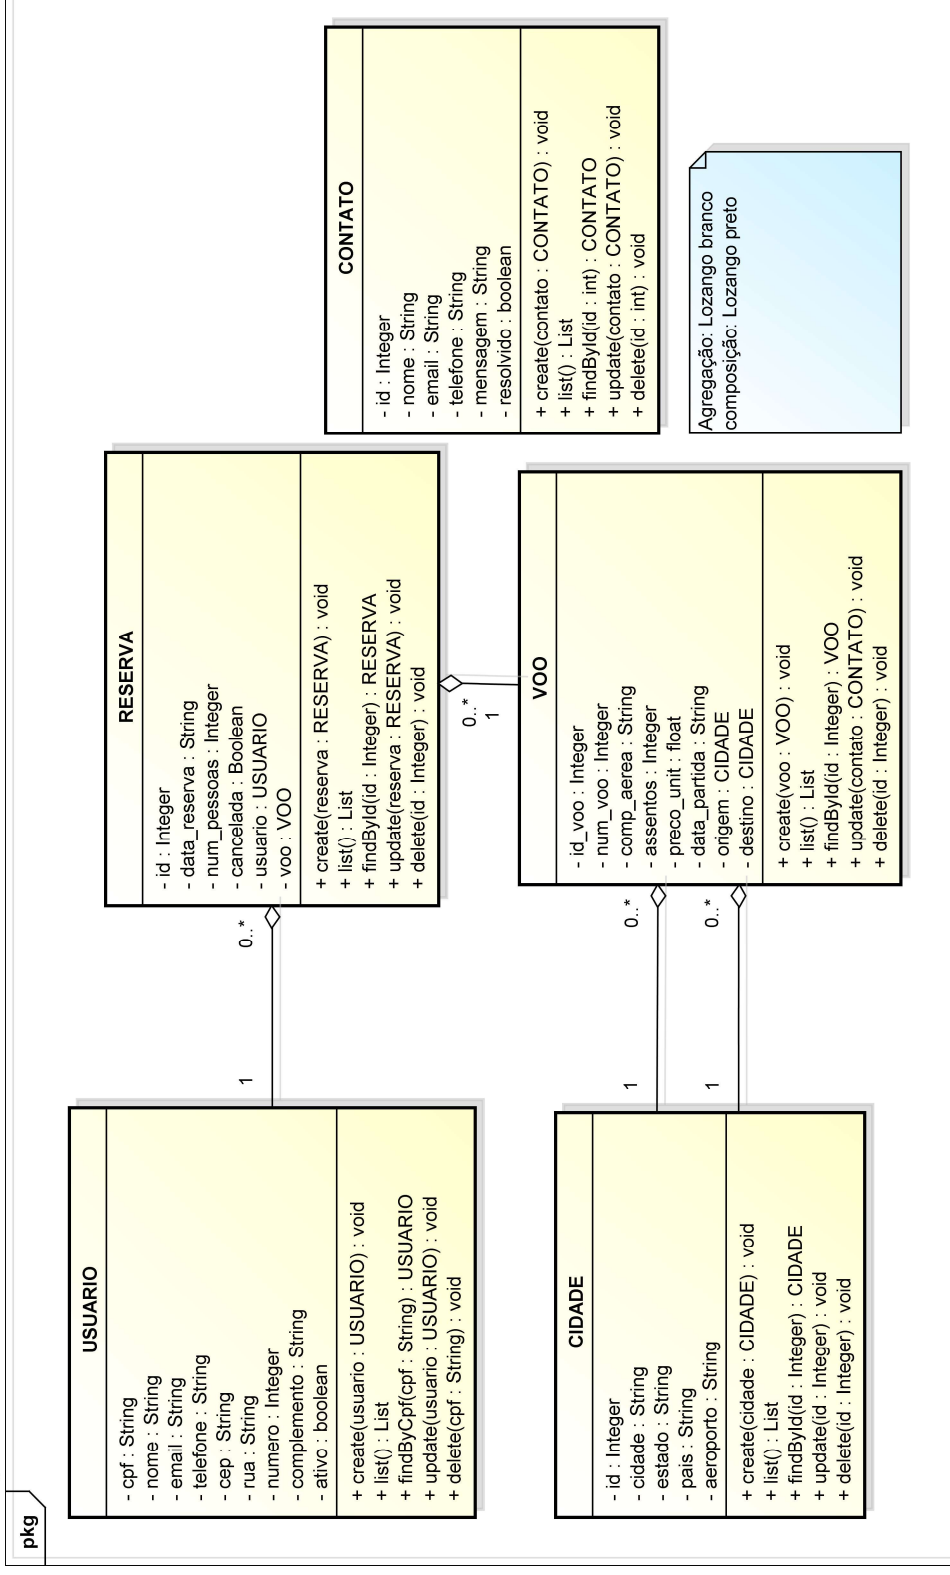 pkg
USUARIO
- cpf : String
- nome : String
- email : String
- telefone : String
- cep : String
- rua : String
- numero : Integer
- complemento : String
- ativo : boolean
+ create(usuario : USUARIO) : void
+ list() : List
+ findByCpf(cpf : String) : USUARIO
+ update(usuario : USUARIO) : void
+ delete(cpf : String) : void
1
0..*
RESERVA
- id : Integer
- data_reserva : String
- num_pessoas : Integer
- cancelada : Boolean
- usuario : USUARIO
- voo : VOO
+ create(reserva : RESERVA) : void
+ list() : List
+ findById(id : Integer) : RESERVA
+ update(reserva : RESERVA) : void
+ delete(id : Integer) : void
0..*
1
CONTATO
- id : Integer
- nome : String
- email : String
- telefone : String
- mensagem : String
- resolvido : boolean
+ create(contato : CONTATO) : void
+ list() : List
+ findById(id : int) : CONTATO
+ update(contato : CONTATO) : void
+ delete(id : int) : void
CIDADE
- id : Integer
- cidade : String
- estado : String
- pais : String
- aeroporto : String
+ create(cidade : CIDADE) : void
+ list() : List
+ findById(id : Integer) : CIDADE
+ update(id : Integer) : void
+ delete(id : Integer) : void
1
0..*
1
0..*
VOO
- id_voo : Integer
- num_voo : Integer
- comp_aerea : String
- assentos : Integer
- preco_unit : float
- data_partida : String
- origem : CIDADE
- destino : CIDADE
+ create(voo : VOO) : void
+ list() : List
+ findById(id : Integer) : VOO
+ update(contato : CONTATO) : void
+ delete(id : Integer) : void
Agregação: Lozango branco
composição: Lozango preto